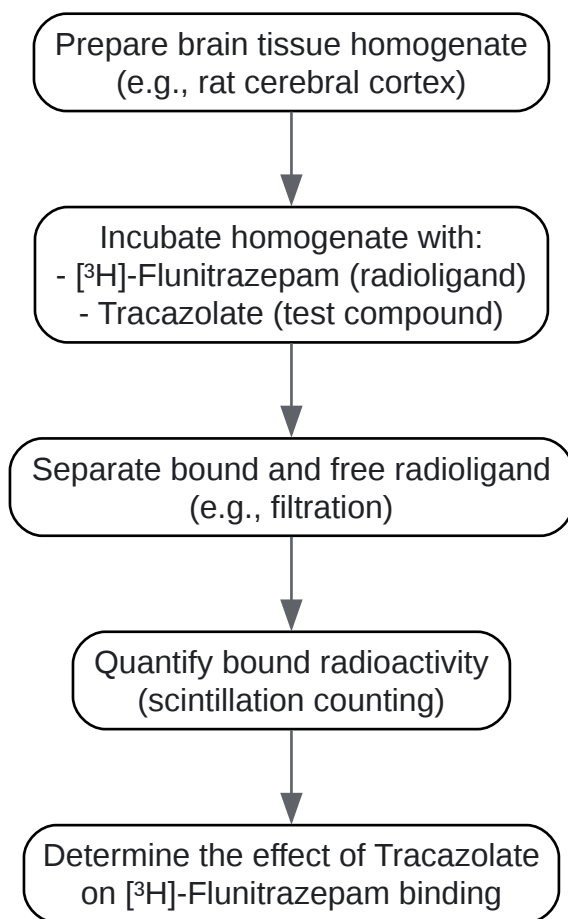 Prepare brain tissue homogenate
(e.g., rat cerebral cortex)
Incubate homogenate with:
- [³H]-Flunitrazepam (radioligand)
- Tracazolate (test compound)
Separate bound and free radioligand
(e.g., filtration)
Quantify bound radioactivity
(scintillation counting)
Determine the effect of Tracazolate
on [³H]-Flunitrazepam binding